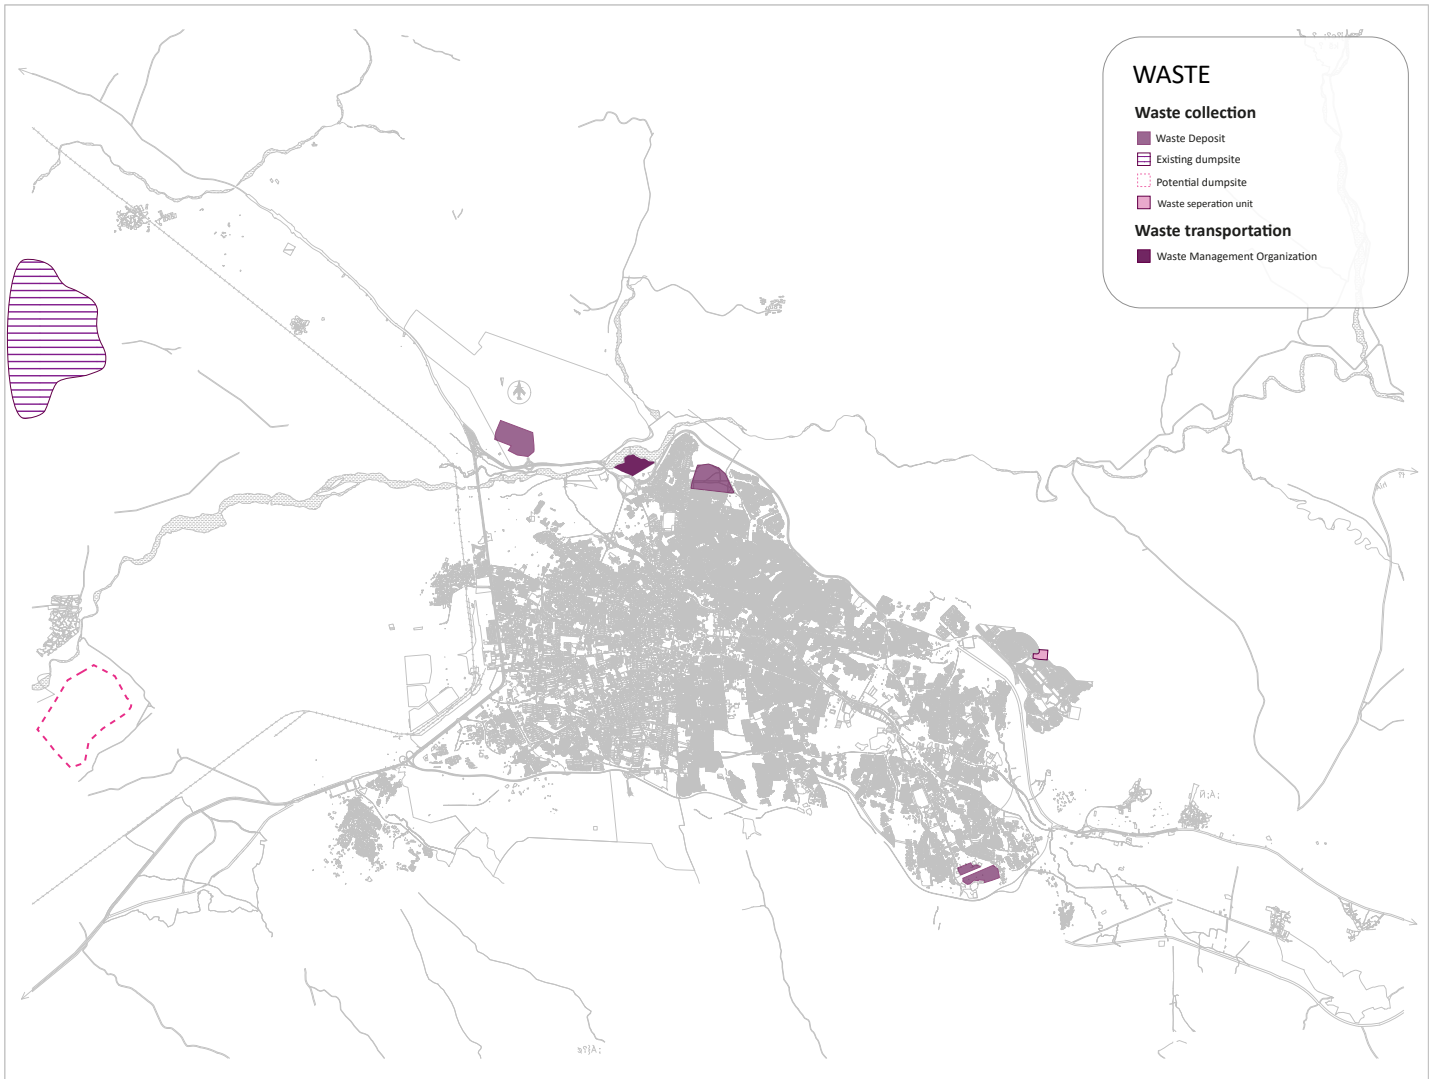 WASTE
Waste collection
Waste Deposit
Existing dumpsite
Potential dumpsite
Waste seperation unit
Waste transportation
Waste Management Organization